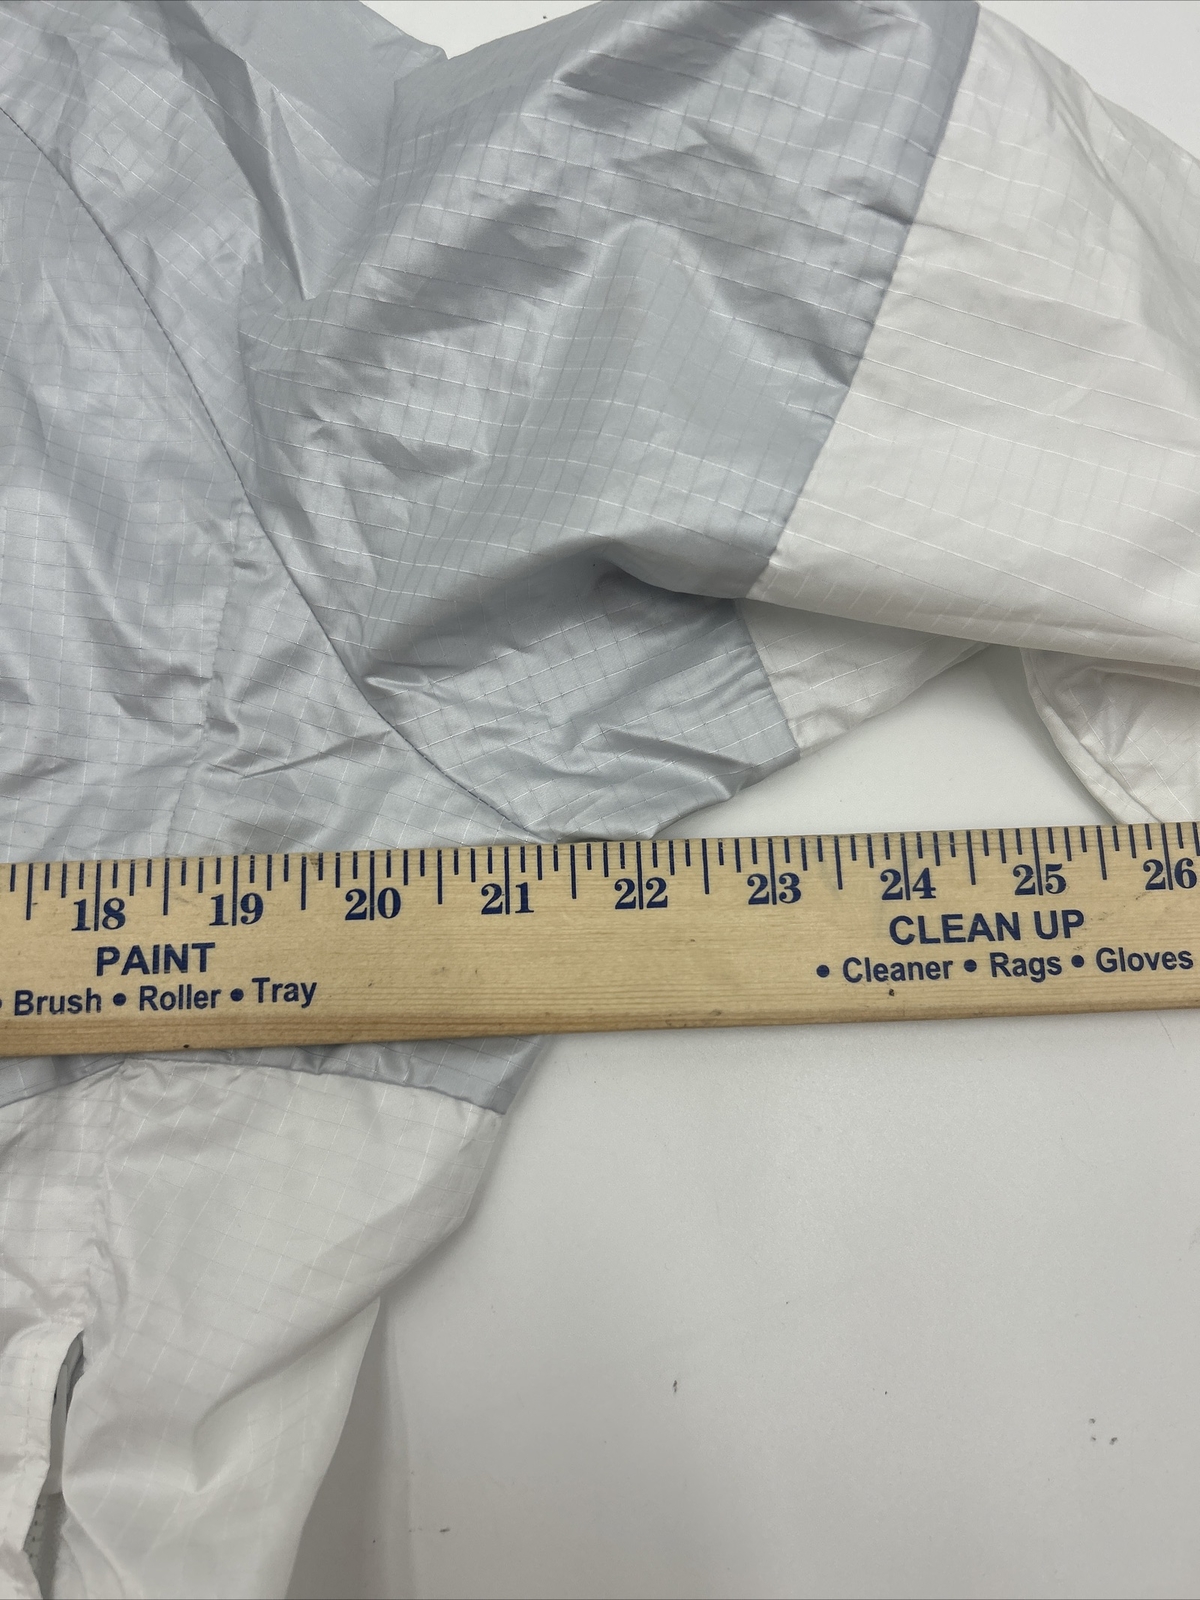 18 19 20 21 22 23 24 25 26
PAINT
• Brush • Roller • Tray
CLEAN UP
• Cleaner • Rags • Gloves